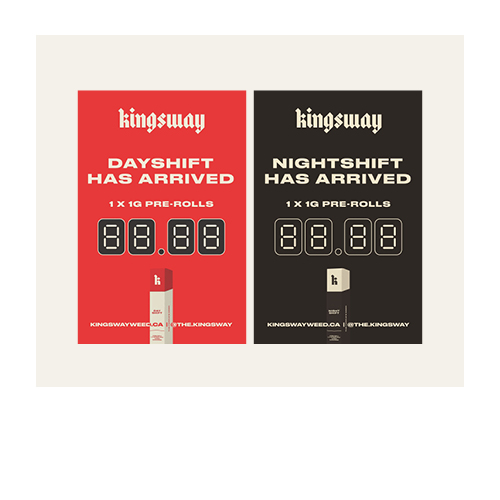 kingsway
DAYSHIFT
HAS ARRIVED
1 X 1G PRE-ROLLS
88.88
k
KINGSWAYWEED.CA | @THE.KINGSWAY
kingsway
NIGHTSHIFT
HAS ARRIVED
1 X 1G PRE-ROLLS
88.88
k
KINGSWAYWEED.CA | @THE.KINGSWAY